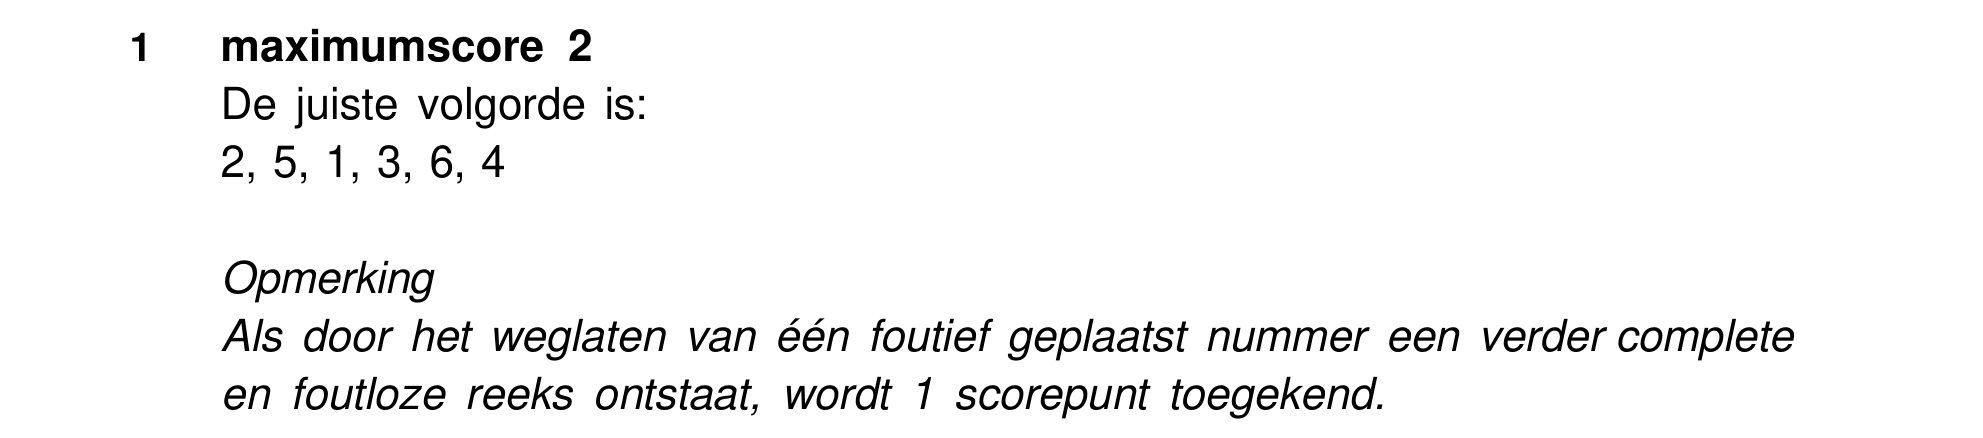 1 maximumscore 2
De juiste volgorde is:
2, 5, 1, 3, 6, 4
Opmerking
Als door het weglaten van één foutief geplaatst nummer een verder complete
en foutloze reeks ontstaat, wordt 1 scorepunt toegekend.